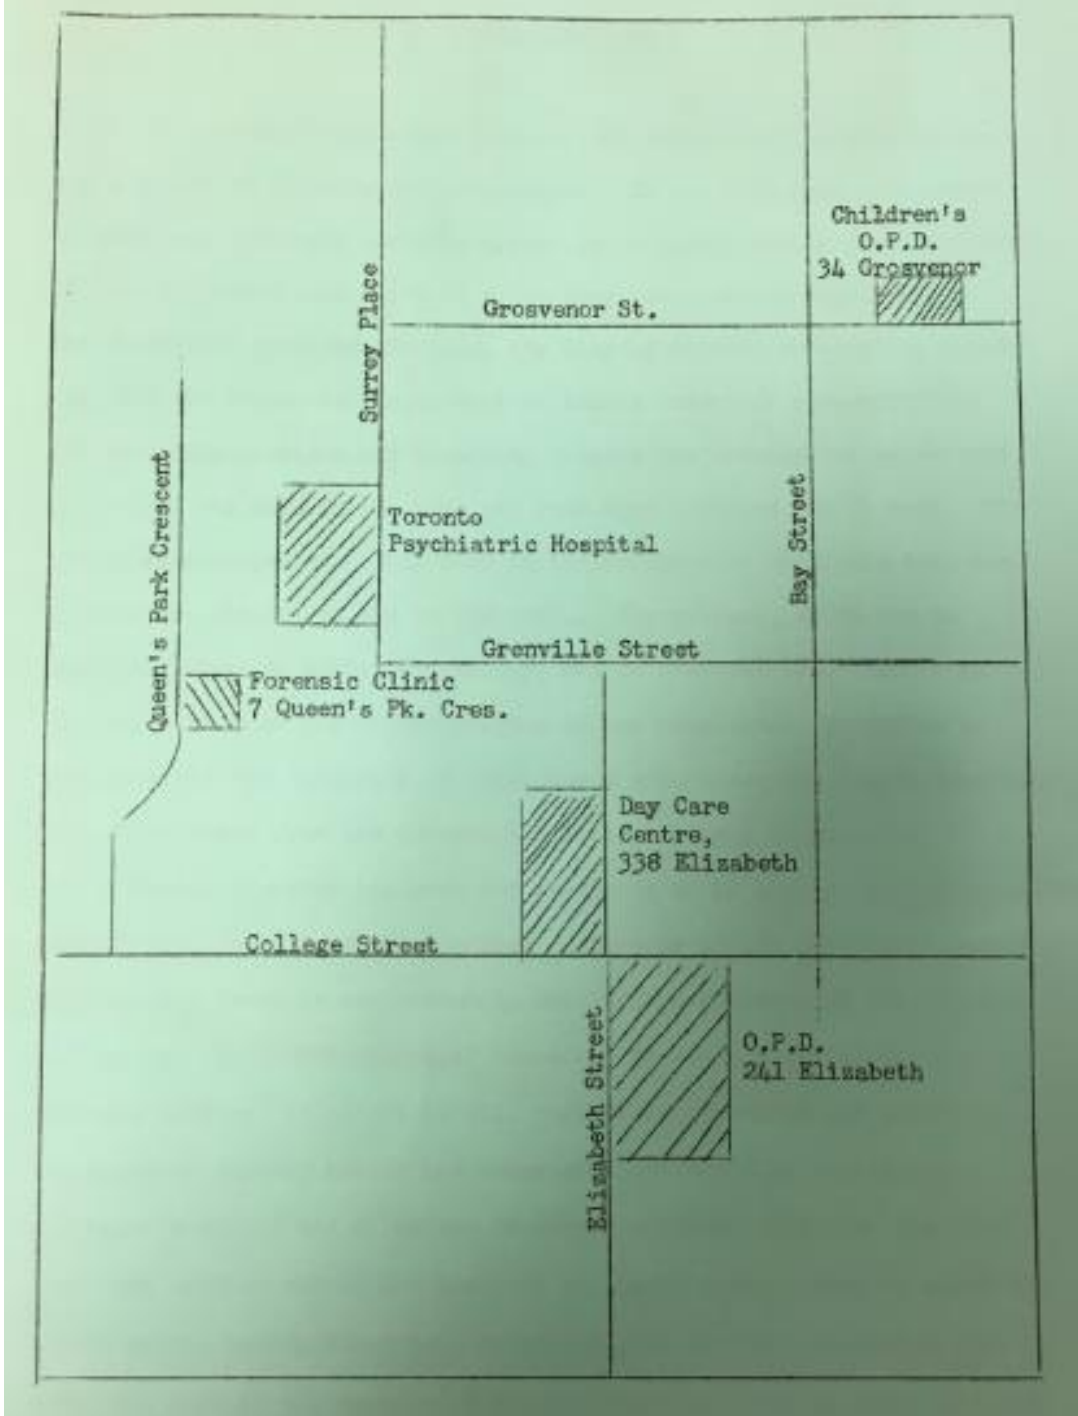 Children's
O.P.D.
34 Grosvenor
Grosvenor St.
Surrey Place
Queen's Park Crescent
Toronto
Psychiatric Hospital
Bay Street
Grenville Street
Forensic Clinic
7 Queen's Pk. Cres.
Day Care
Centre,
338 Elizabeth
College Street
Elizabeth Street
O.P.D.
241 Elizabeth